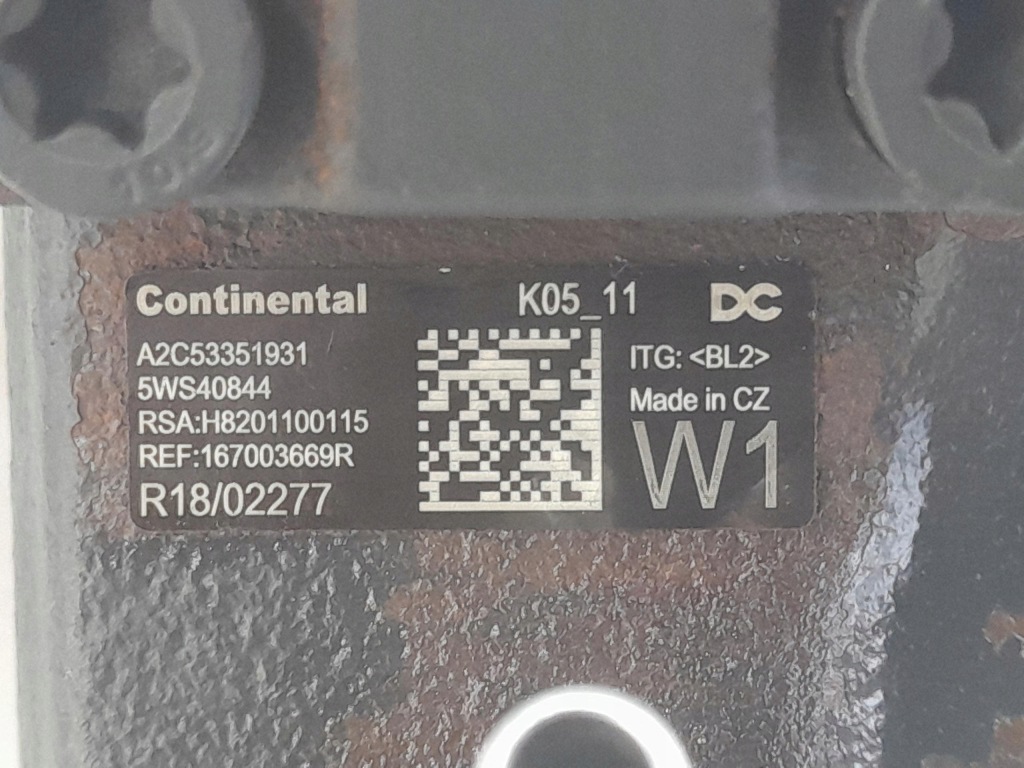 Continental K05_11 DC
A2C53351931
5WS40844
RSA:H8201100115
REF:167003669R
R18/02277
ITG: <BL2>
Made in CZ
W1